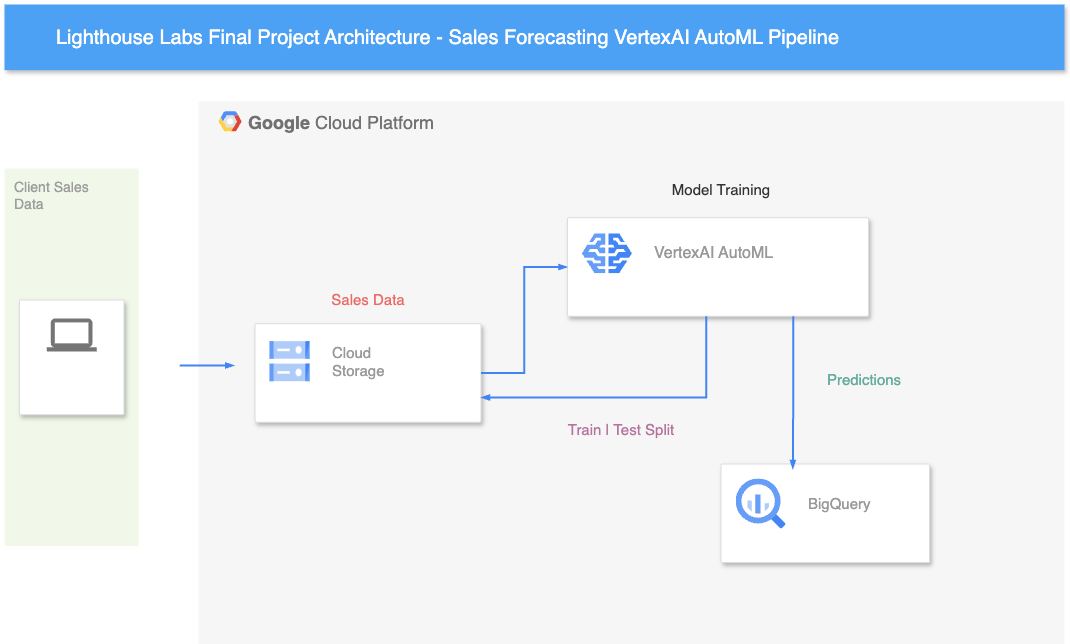 Lighthouse Labs Final Project Architecture - Sales Forecasting VertexAI AutoML Pipeline
Google Cloud Platform
Client Sales
Data
Model Training
VertexAI AutoML
Sales Data
Cloud
Storage
Predictions
Train | Test Split
BigQuery